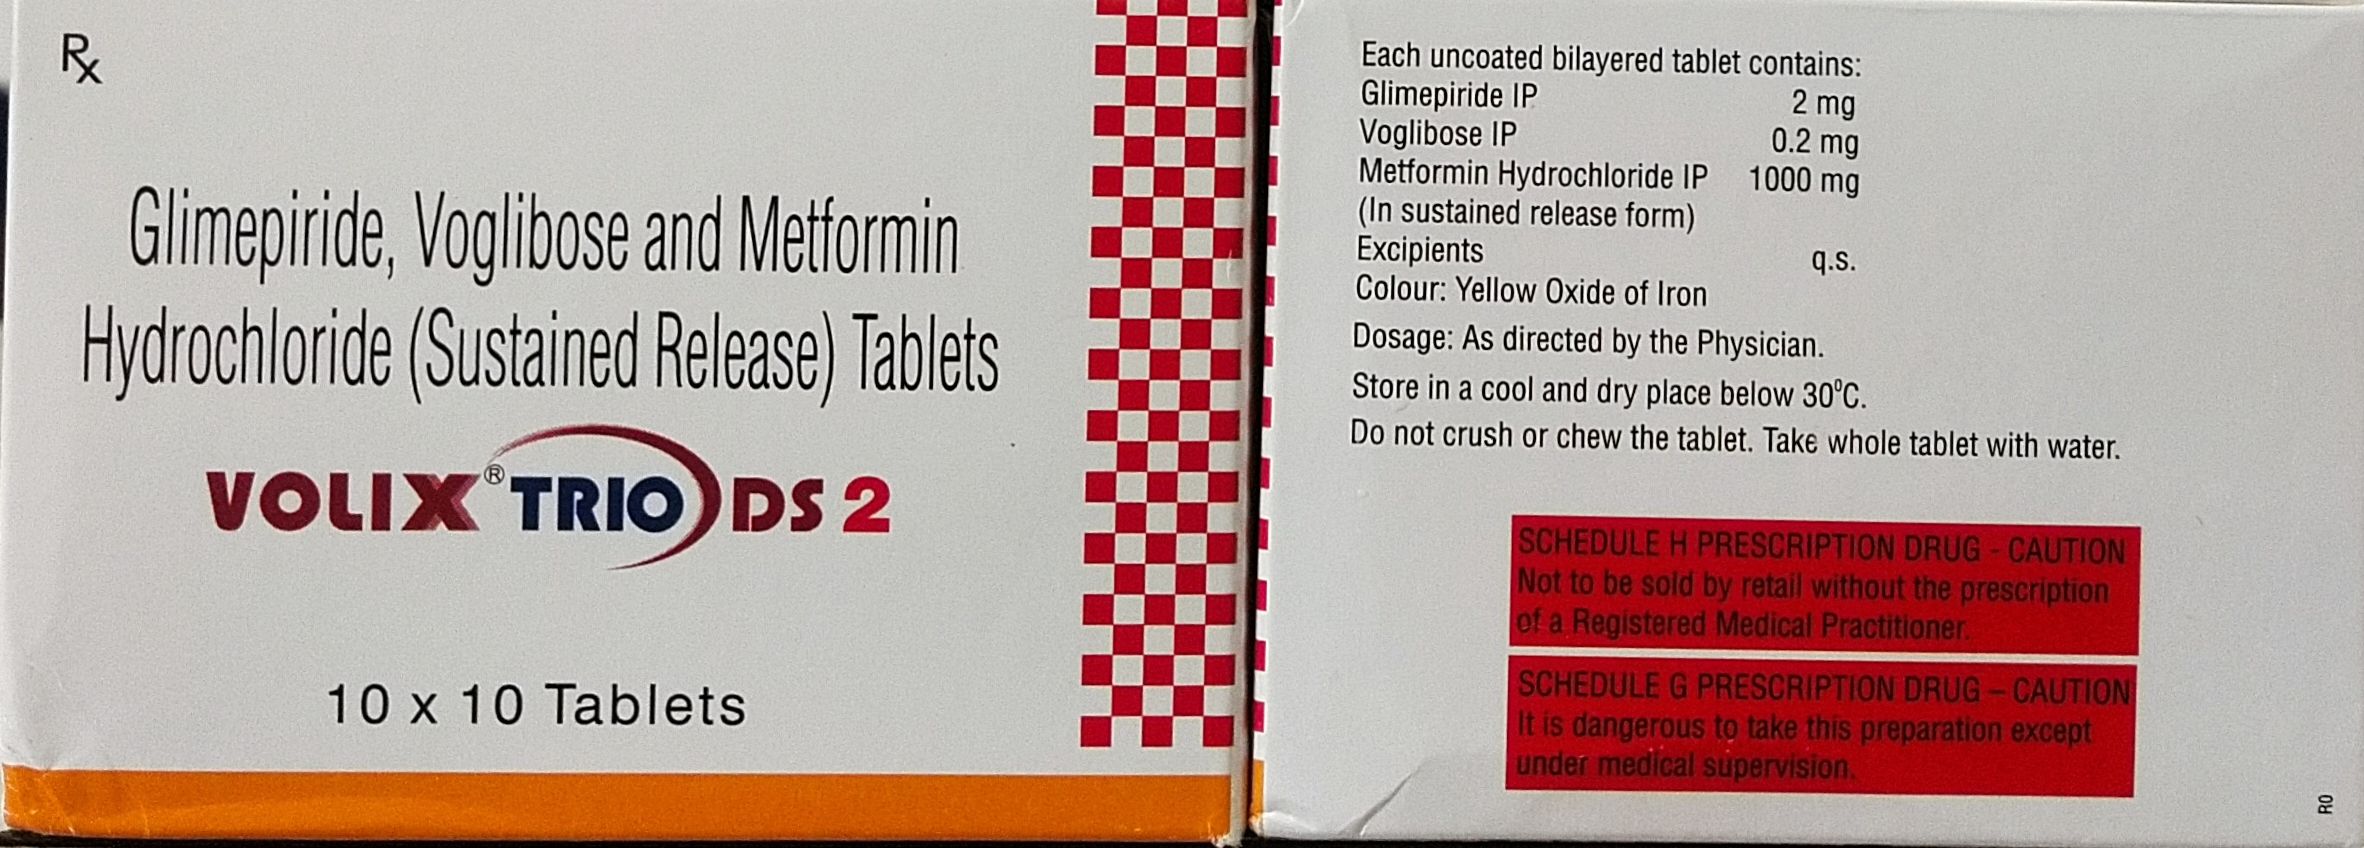 Rx
Glimepiride, Voglibose and Metformin
Hydrochloride (Sustained Release) Tablets
VOLIX® TRIO DS 2
10 x 10 Tablets
Each uncoated bilayered tablet contains:
Glimepiride IP 2 mg
Voglibose IP 0.2 mg
Metformin Hydrochloride IP 1000 mg
(In sustained release form)
Excipients q.s.
Colour: Yellow Oxide of Iron
Dosage: As directed by the Physician.
Store in a cool and dry place below 30⁰C.
Do not crush or chew the tablet. Take whole tablet with water.
SCHEDULE H PRESCRIPTION DRUG - CAUTION
Not to be sold by retail without the prescription
of a Registered Medical Practitioner.
SCHEDULE G PRESCRIPTION DRUG – CAUTION
It is dangerous to take this preparation except
under medical supervision.
R0